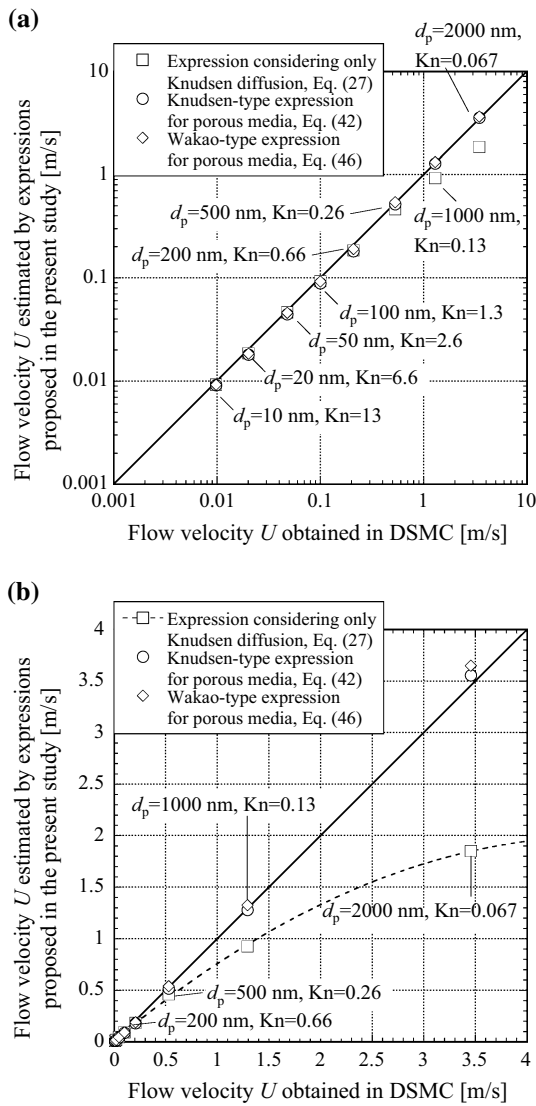 (a)
Expression considering only
Knudsen diffusion, Eq. (27)
Knudsen-type expression
for porous media, Eq. (42)
Wakao-type expression
for porous media, Eq. (46)
dp=2000 nm,
Kn=0.067
dp=500 nm, Kn=0.26
dp=1000 nm,
Kn=0.13
dp=200 nm, Kn=0.66
dp=100 nm, Kn=1.3
dp=50 nm, Kn=2.6
dp=20 nm, Kn=6.6
dp=10 nm, Kn=13
10
1
0.1
0.01
0.001
0.001
0.01
0.1
1
10
Flow velocity U estimated by expressions
proposed in the present study [m/s]
Flow velocity U obtained in DSMC [m/s]
(b)
Expression considering only
Knudsen diffusion, Eq. (27)
Knudsen-type expression
for porous media, Eq. (42)
Wakao-type expression
for porous media, Eq. (46)
dp=1000 nm, Kn=0.13
dp=2000 nm, Kn=0.067
dp=500 nm, Kn=0.26
dp=200 nm, Kn=0.66
4
3.5
3
2.5
2
1.5
1
0.5
0
0
0.5
1
1.5
2
2.5
3
3.5
4
Flow velocity U estimated by expressions
proposed in the present study [m/s]
Flow velocity U obtained in DSMC [m/s]